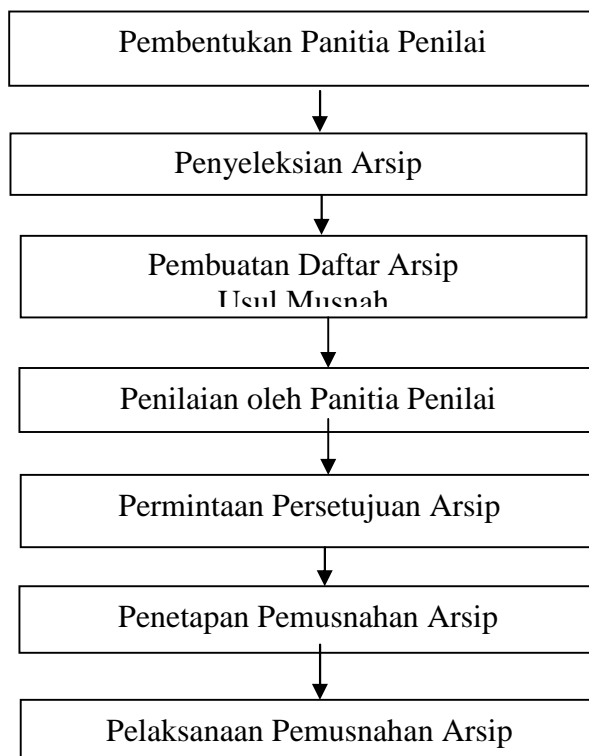 Pembentukan Panitia Penilai
Penyeleksian Arsip
Pembuatan Daftar Arsip
Usul Musnah
Penilaian oleh Panitia Penilai
Permintaan Persetujuan Arsip
Penetapan Pemusnahan Arsip
Pelaksanaan Pemusnahan Arsip